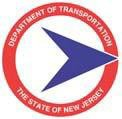 DEPARTMENT OF TRANSPORTATION
THE STATE OF NEW JERSEY